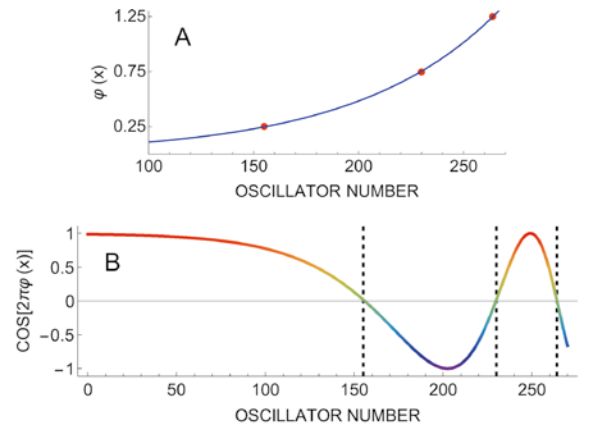 A
φ (x)
1.25
0.75
0.25
100 150 200 250
OSCILLATOR NUMBER
B
COS[2πφ (x)]
1
0.5
0
−0.5
−1
0 50 100 150 200 250
OSCILLATOR NUMBER